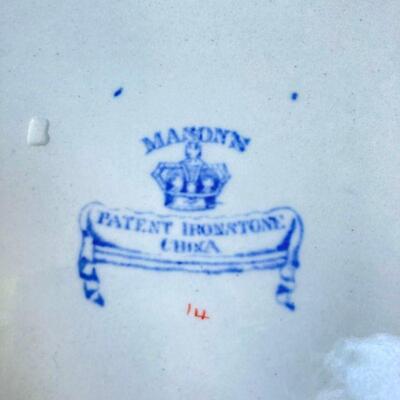 MASON'S
PATENT IRONSTONE
CHINA
14